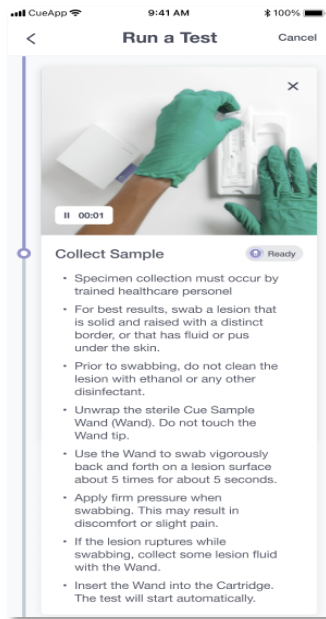 CueApp
9:41 AM
100%
Run a Test
Cancel
00:01
Collect Sample
Ready
• Specimen collection must occur by
trained healthcare personel
• For best results, swab a lesion that
is solid and raised with a distinct
border, or that has fluid or pus
under the skin.
• Prior to swabbing, do not clean the
lesion with ethanol or any other
disinfectant.
• Unwrap the sterile Cue Sample
Wand (Wand). Do not touch the
Wand tip.
• Use the Wand to swab vigorously
back and forth on a lesion surface
about 5 times for about 5 seconds.
• Apply firm pressure when
swabbing. This may result in
discomfort or slight pain.
• If the lesion ruptures while
swabbing, collect some lesion fluid
with the Wand.
• Insert the Wand into the Cartridge.
The test will start automatically.